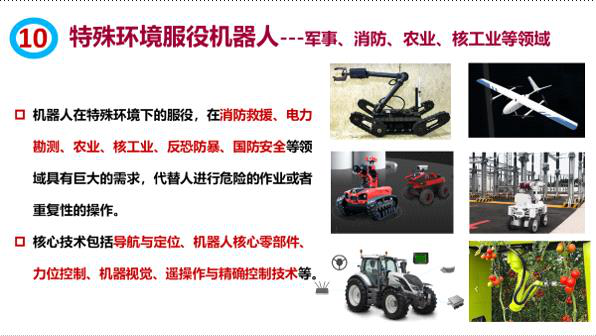 10 特殊环境服役机器人---军事、消防、农业、核工业等领域
机器人在特殊环境下的服役，在消防救援、电力
勘测、农业、核工业、反恐防暴、国防安全等领
域具有巨大的需求，代替人进行危险的作业或者
重复性的操作。
核心技术包括导航与定位、机器人核心零部件、
力位控制、机器视觉、遥操作与精确控制技术等。